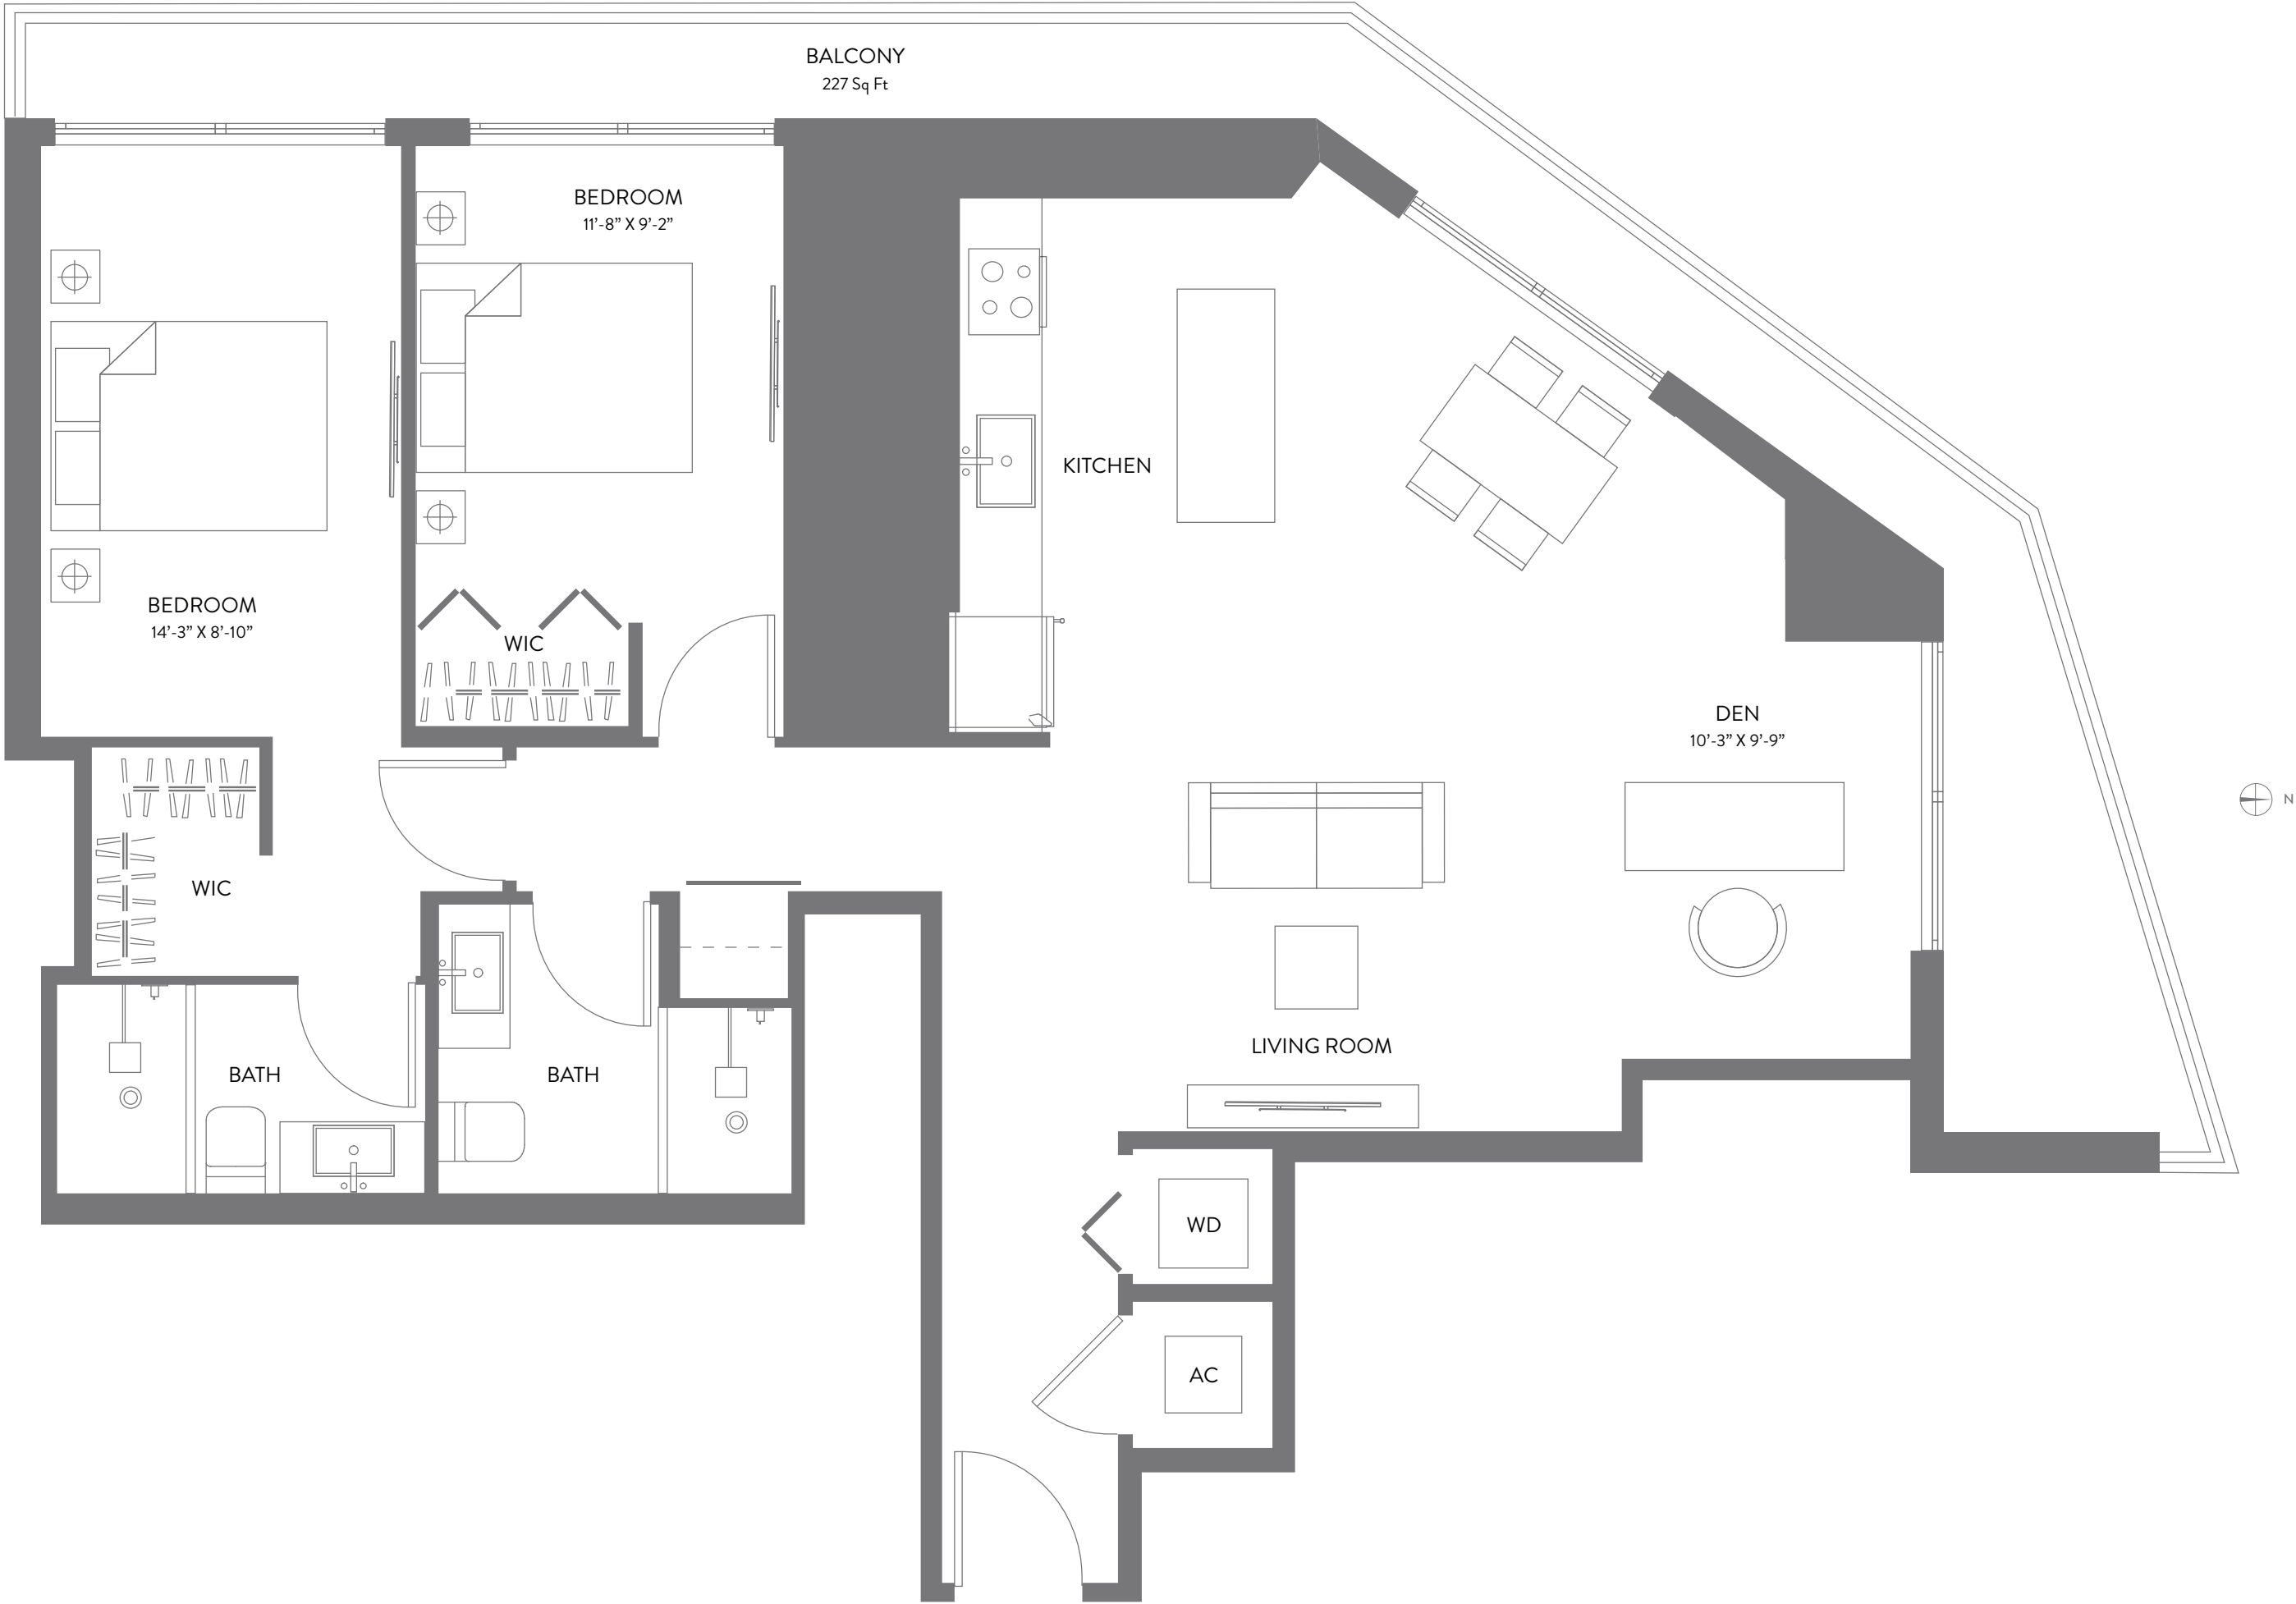 BALCONY
227 Sq Ft
BEDROOM
11’-8” X 9’-2”
KITCHEN
BEDROOM
14’-3” X 8’-10”
WIC
DEN
10’-3” X 9’-9”
N
WIC
LIVING ROOM
BATH
BATH
WD
AC